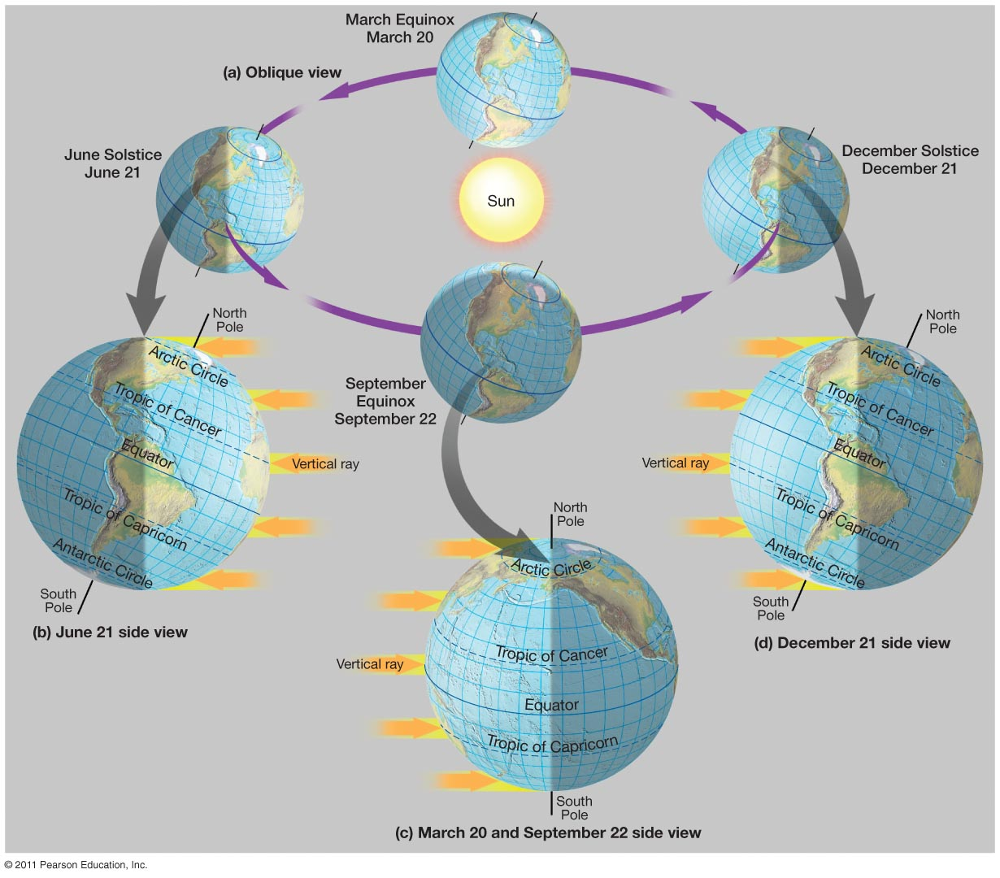 March Equinox
March 20
(a) Oblique view
June Solstice
June 21
Sun
December Solstice
December 21
September
Equinox
September 22
North
Pole
Arctic Circle
Tropic of Cancer
Equator
Vertical ray
Tropic of Capricorn
Antarctic Circle
South
Pole
(b) June 21 side view
North
Pole
Arctic Circle
Vertical ray
Tropic of Cancer
Equator
Tropic of Capricorn
South
Pole
(c) March 20 and September 22 side view
North
Pole
Arctic Circle
Tropic of Cancer
Equator
Vertical ray
Tropic of Capricorn
Antarctic Circle
South
Pole
(d) December 21 side view
© 2011 Pearson Education, Inc.